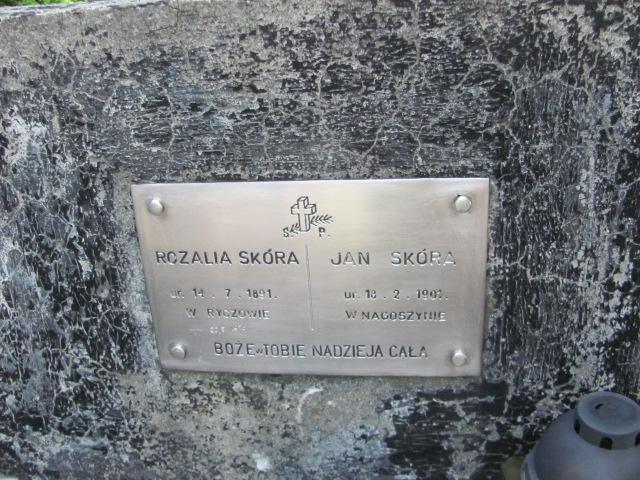 Ś. P.
ROZALIA SKÓRA
ur. 14 . 7 . 1891.
W RYCZOWIE
JAN SKÓRA
ur. 18 . 2 . 1901.
W NAGOSZYNIE
BOŻE w TOBIE NADZIEJA CAŁA